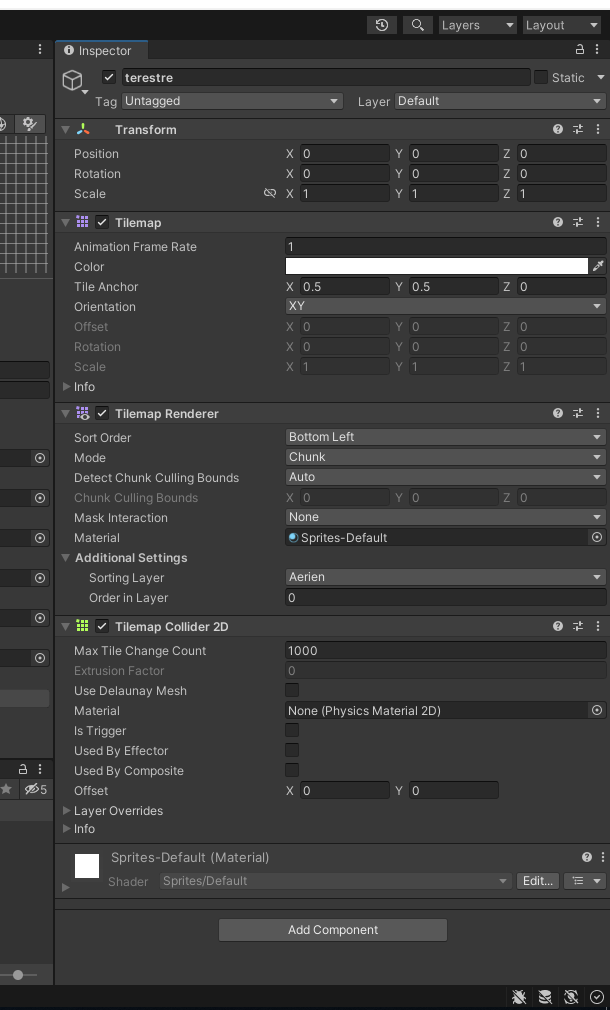 Layers
Layout
Inspector
terestre
Static
Tag Untagged
Layer Default
Transform
Position X 0 Y 0 Z 0
Rotation X 0 Y 0 Z 0
Scale X 1 Y 1 Z 1
Tilemap
Animation Frame Rate 1
Color
Tile Anchor X 0.5 Y 0.5 Z 0
Orientation XY
Offset X 0 Y 0 Z 0
Rotation X 0 Y 0 Z 0
Scale X 1 Y 1 Z 1
Info
Tilemap Renderer
Sort Order Bottom Left
Mode Chunk
Detect Chunk Culling Bounds Auto
Chunk Culling Bounds X 0 Y 0 Z 0
Mask Interaction None
Material Sprites-Default
Additional Settings
Sorting Layer Aerien
Order in Layer 0
Tilemap Collider 2D
Max Tile Change Count 1000
Extrusion Factor 0
Use Delaunay Mesh
Material None (Physics Material 2D)
Is Trigger
Used By Effector
5
Used By Composite
Offset X 0 Y 0
Layer Overrides
Info
Sprites-Default (Material)
Shader Sprites/Default Edit...
Add Component